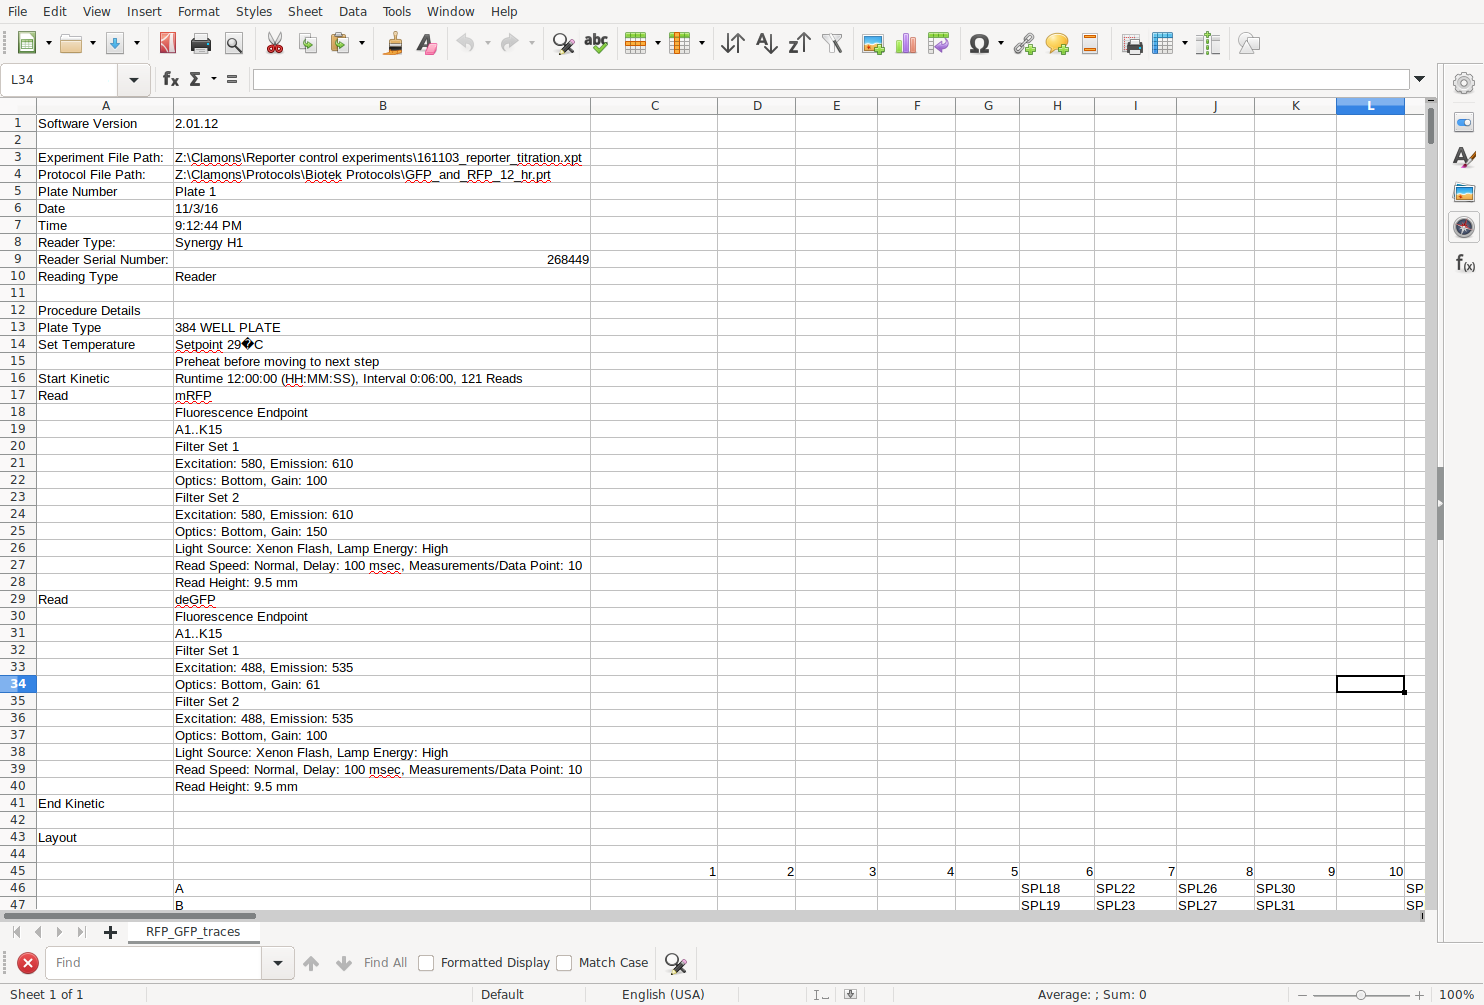 File Edit View Insert Format Styles Sheet Data Tools Window Help
L34
A B C D E F G H I J K L
1 Software Version 2.01.12
2
3 Experiment File Path: Z:\Clamons\Reporter control experiments\161103_reporter_titration.xpt
4 Protocol File Path: Z:\Clamons\Protocols\Biotek Protocols\GFP_and_RFP_12_hr.prt
5 Plate Number Plate 1
6 Date 11/3/16
7 Time 9:12:44 PM
8 Reader Type: Synergy H1
9 Reader Serial Number: 268449
10 Reading Type Reader
11
12 Procedure Details
13 Plate Type 384 WELL PLATE
14 Set Temperature Setpoint 29�C
15 Preheat before moving to next step
16 Start Kinetic Runtime 12:00:00 (HH:MM:SS), Interval 0:06:00, 121 Reads
17 Read mRFP
18 Fluorescence Endpoint
19 A1..K15
20 Filter Set 1
21 Excitation: 580, Emission: 610
22 Optics: Bottom, Gain: 100
23 Filter Set 2
24 Excitation: 580, Emission: 610
25 Optics: Bottom, Gain: 150
26 Light Source: Xenon Flash, Lamp Energy: High
27 Read Speed: Normal, Delay: 100 msec, Measurements/Data Point: 10
28 Read Height: 9.5 mm
29 Read deGFP
30 Fluorescence Endpoint
31 A1..K15
32 Filter Set 1
33 Excitation: 488, Emission: 535
34 Optics: Bottom, Gain: 61
35 Filter Set 2
36 Excitation: 488, Emission: 535
37 Optics: Bottom, Gain: 100
38 Light Source: Xenon Flash, Lamp Energy: High
39 Read Speed: Normal, Delay: 100 msec, Measurements/Data Point: 10
40 Read Height: 9.5 mm
41 End Kinetic
42
43 Layout
44
45 1 2 3 4 5 6 7 8 9 10
46 A SPL18 SPL22 SPL26 SPL30 SP
47 B SPL19 SPL23 SPL27 SPL31 SP
RFP_GFP_traces
Find Find All Formatted Display Match Case
Sheet 1 of 1 Default English (USA) Average: ; Sum: 0 100%